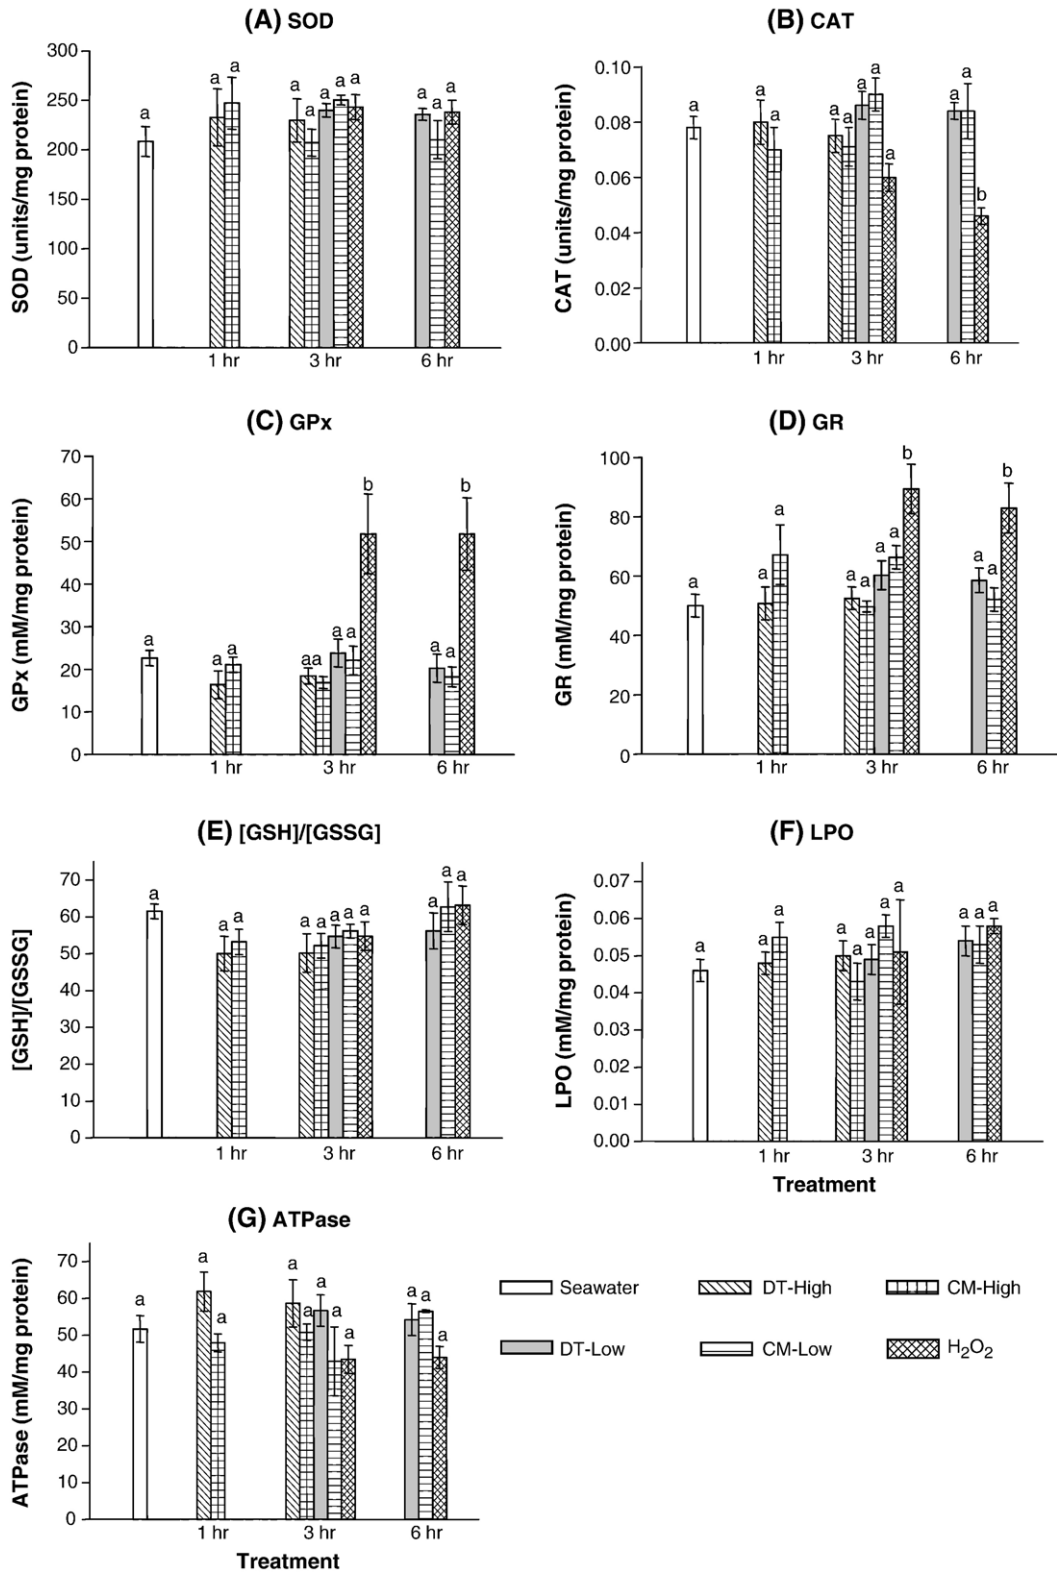 (A) SOD
SOD (units/mg protein)
300
250
200
150
100
50
0
a
a a
a a a a a
a a a
1 hr 3 hr 6 hr
(B) CAT
CAT (units/mg protein)
0.10
0.08
0.06
0.04
0.02
0.00
a
a a
a a a a a
a a b
1 hr 3 hr 6 hr
(C) GPx
GPx (mM/mg protein)
70
60
50
40
30
20
10
0
a
a a
a a a a b
a a b
1 hr 3 hr 6 hr
(D) GR
GR (mM/mg protein)
100
80
60
40
20
0
a
a a
a a a a b
a a b
1 hr 3 hr 6 hr
(E) [GSH]/[GSSG]
[GSH]/[GSSG]
70
60
50
40
30
20
10
0
a
a a
a a a a a
a a a
1 hr 3 hr 6 hr
(F) LPO
LPO (mM/mg protein)
0.07
0.06
0.05
0.04
0.03
0.02
0.01
0.00
a
a a
a a a a a
a a a
1 hr 3 hr 6 hr
Treatment
(G) ATPase
ATPase (mM/mg protein)
70
60
50
40
30
20
10
0
a
a a
a a a a a
a a a
1 hr 3 hr 6 hr
Treatment
Seawater DT-High CM-High
DT-Low CM-Low H2O2